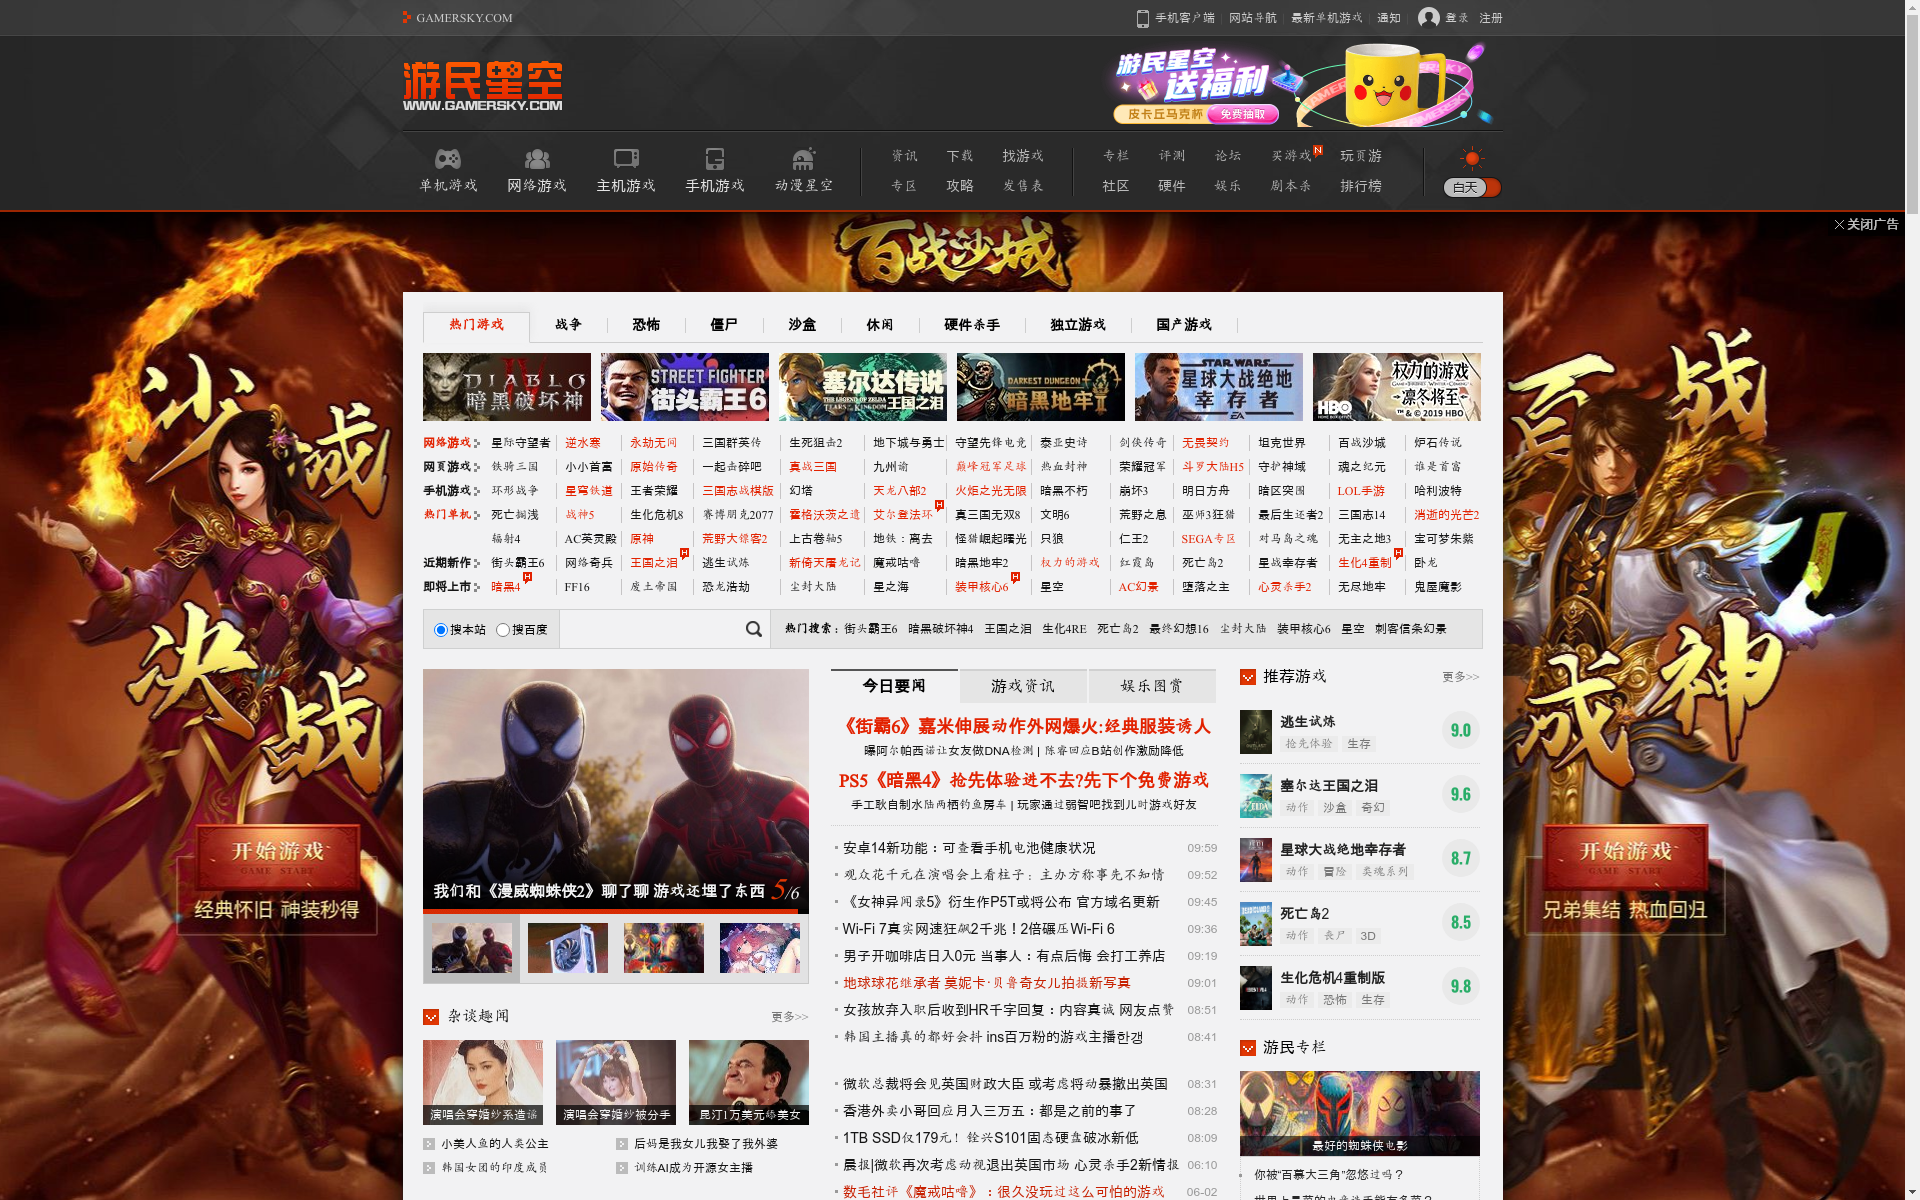 GAMERSKY.COM
手机客户端 网站导航 最新单机游戏 通知 登录 注册
游民星空
WWW.GAMERSKY.COM
游民星空
送福利
皮卡丘马克杯 免费抽取
资讯 下载 找游戏 专栏 评测 论坛 买游戏 玩页游
单机游戏 网络游戏 主机游戏 手机游戏 动漫星空 专区 攻略 发售表 社区 硬件 娱乐 剧本杀 排行榜 白天
关闭广告
百战沙城
热门游戏 战争 恐怖 僵尸 沙盒 休闲 硬件杀手 独立游戏 国产游戏
DIABLO IV 暗黑破坏神
STREET FIGHTER 街头霸王6
塞尔达传说 THE LEGEND OF ZELDA TEARS OF THE KINGDOM 王国之泪
DARKEST DUNGEON 暗黑地牢II
STAR WARS 星球大战绝地幸存者 EA
权力的游戏 凛冬将至 HBO ™ & © 2019 HBO
网络游戏 星际守望者 逆水寒 永劫无间 三国群英传 生死狙击2 地下城与勇士 守望先锋电竞 泰亚史诗 剑侠传奇 无畏契约 坦克世界 百战沙城 炉石传说
网页游戏 铁骑三国 小小首富 原始传奇 一起击碎吧 真战三国 九州谕 巅峰冠军足球 热血封神 荣耀冠军 斗罗大陆H5 守护神域 魂之纪元 谁是首富
手机游戏 环形战争 星穹铁道 王者荣耀 三国志战棋版 幻塔 天龙八部2 火炬之光无限 暗黑不朽 崩坏3 明日方舟 暗区突围 LOL手游 哈利波特
热门单机 死亡搁浅 战神5 生化危机8 赛博朋克2077 霍格沃茨之遗 艾尔登法环 真三国无双8 文明6 荒野之息 巫师3狂猎 最后生还者2 三国志14 消逝的光芒2
辐射4 AC英灵殿 原神 荒野大镖客2 上古卷轴5 地铁：离去 怪猎崛起曙光 只狼 仁王2 SEGA专区 对马岛之魂 无主之地3 宝可梦朱紫
近期新作 街头霸王6 网络奇兵 王国之泪 逃生试炼 新倚天屠龙记 魔戒咕噜 暗黑地牢2 权力的游戏 红霞岛 死亡岛2 星战幸存者 生化4重制 卧龙
即将上市 暗黑4 FF16 废土帝国 恐龙浩劫 尘封大陆 星之海 装甲核心6 星空 AC幻景 堕落之主 心灵杀手2 无尽地牢 鬼屋魔影
搜本站 搜百度 热门搜索：街头霸王6 暗黑破坏神4 王国之泪 生化4RE 死亡岛2 最终幻想16 尘封大陆 装甲核心6 星空 刺客信条幻景
今日要闻 游戏资讯 娱乐图赏
《街霸6》嘉米伸展动作外网爆火:经典服装诱人
曝阿尔帕西诺让女友做DNA检测 | 陈睿回应B站创作激励降低
PS5《暗黑4》抢先体验进不去?先下个免费游戏
手工耿自制水陆两栖钓鱼房车 | 玩家通过弱智吧找到儿时游戏好友
安卓14新功能：可查看手机电池健康状况 09:59
观众花千元在演唱会上看柱子：主办方称事先不知情 09:52
《女神异闻录5》衍生作P5T或将公布 官方域名更新 09:45
Wi-Fi 7真实网速狂飙2千兆！2倍碾压Wi-Fi 6 09:36
男子开咖啡店日入0元 当事人：有点后悔 会打工养店 09:19
地球球花继承者 莫妮卡·贝鲁奇女儿拍摄新写真 09:01
女孩放弃入职后收到HR千字回复：内容真诚 网友点赞 08:51
韩国主播真的都好会抖 ins百万粉的游戏主播한갱 08:41
微软总裁将会见英国财政大臣 或考虑将动暴撤出英国 08:31
香港外卖小哥回应月入三万五：都是之前的事了 08:28
1TB SSD仅179元！铨兴S101固态硬盘破冰新低 08:09
晨报|微软再次考虑动视退出英国市场 心灵杀手2新情报 06:10
数毛社评《魔戒咕噜》：很久没玩过这么可怕的游戏 06-02
我们和《漫威蜘蛛侠2》聊了聊 游戏还埋了东西 5/6
杂谈趣闻 更多>>
演唱会穿婚纱系造谣 演唱会穿婚纱被分手 昆汀1万美元舔美女
小美人鱼的人类公主 后妈是我女儿我娶了我外婆
韩国女团的印度成员 训练AI成为开源女主播
推荐游戏 更多>>
逃生试炼
抢先体验 生存 9.0
塞尔达王国之泪
动作 沙盒 奇幻 9.6
星球大战绝地幸存者
动作 冒险 类魂系列 8.7
死亡岛2
动作 丧尸 3D 8.5
生化危机4重制版
动作 恐怖 生存 9.8
游民专栏
最好的蜘蛛侠电影
你被“百慕大三角”忽悠过吗？
沙城
决战
开始游戏
GAME START
经典怀旧 神装秒得
百战
成神
开始游戏
GAME START
兄弟集结 热血回归